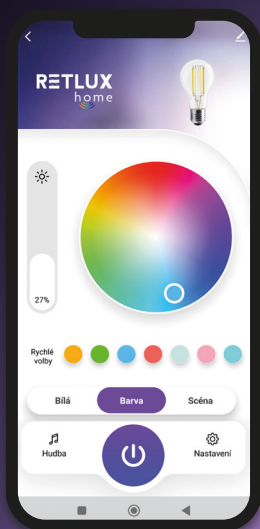 RETLUX
home
27%
Rychlé
volby
Bílá
Barva
Scéna
Hudba
Nastavení